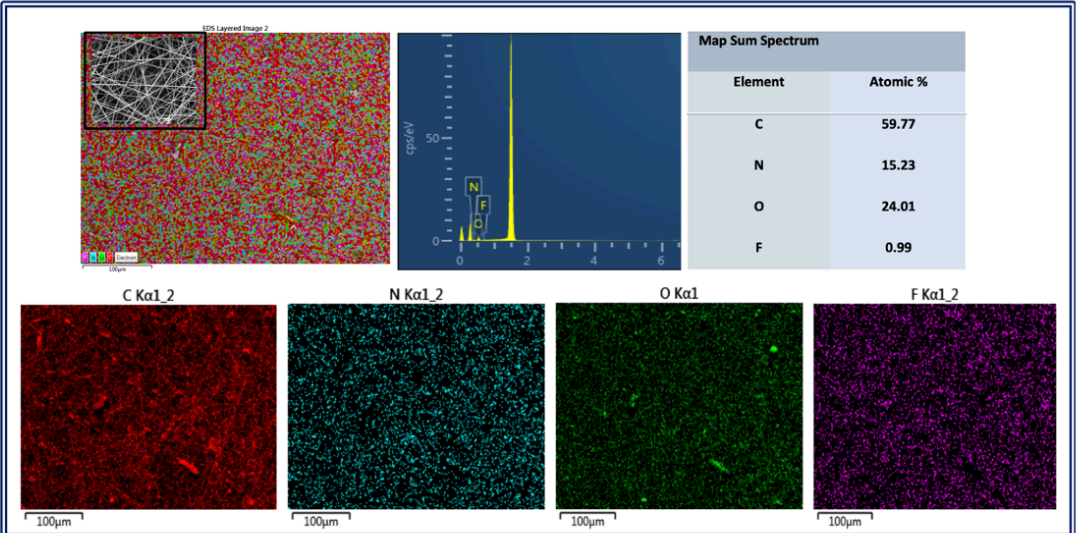 EDS Layered Image 2
Electron
100µm
cps/eV
50
0
N
F
O
0
2
4
6
Map Sum Spectrum
Element Atomic %
C 59.77
N 15.23
O 24.01
F 0.99
C Kα1_2
N Kα1_2
O Kα1
F Kα1_2
100µm
100µm
100µm
100µm